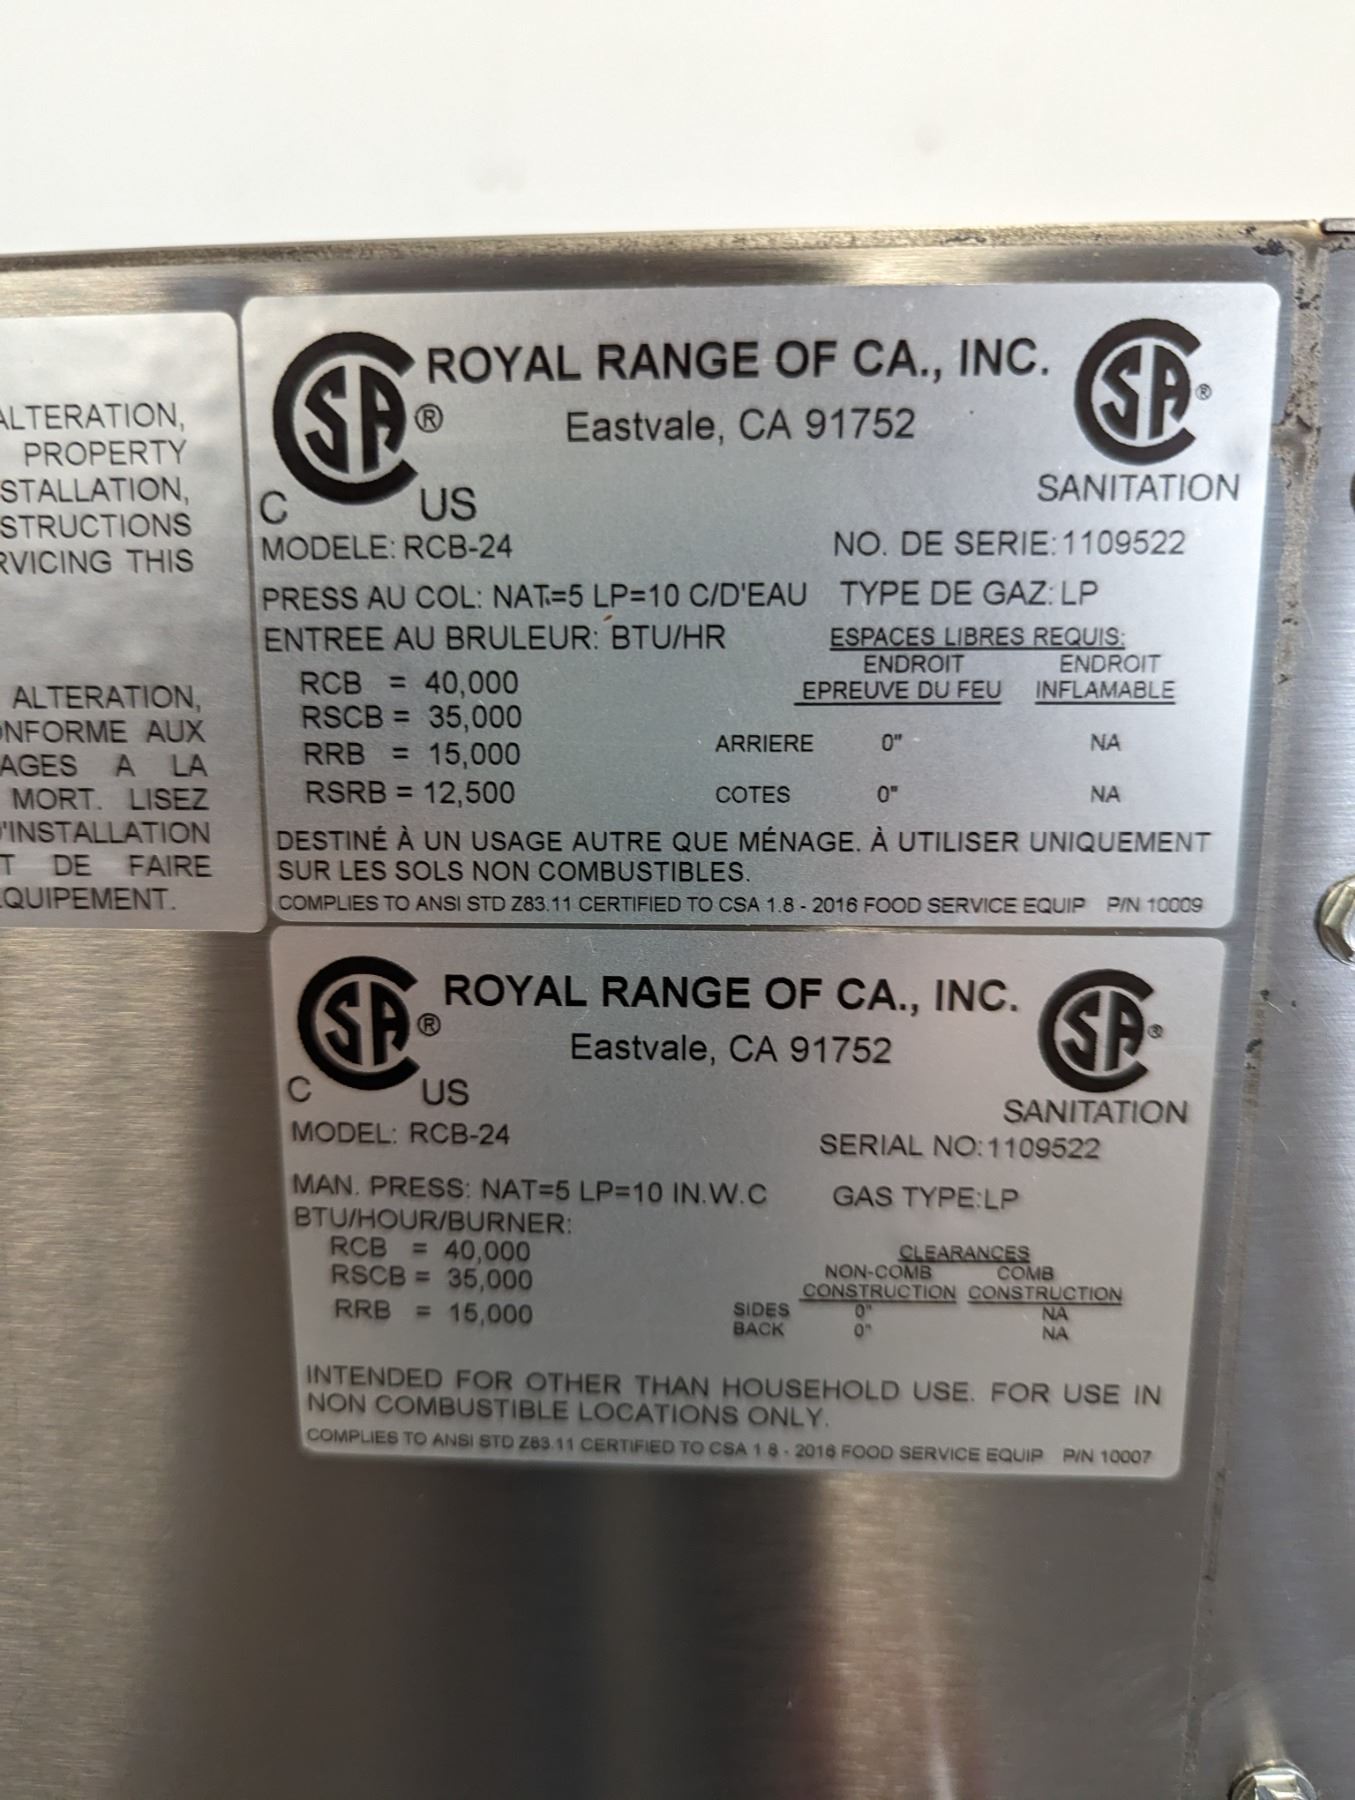 ALTERATION,
PROPERTY
STALLATION,
STRUCTIONS
RVICING THIS
ALTERATION,
ONFORME AUX
AGES A LA
MORT. LISEZ
D'INSTALLATION
T DE FAIRE
EQUIPEMENT.
CSA ® ROYAL RANGE OF CA., INC. CSA ®
Eastvale, CA 91752
C US SANITATION
MODELE: RCB-24 NO. DE SERIE: 1109522
PRESS AU COL: NAT.=5 LP=10 C/D'EAU TYPE DE GAZ: LP
ENTREE AU BRULEUR: BTU/HR ESPACES LIBRES REQUIS:
ENDROIT ENDROIT
RCB = 40,000 EPREUVE DU FEU INFLAMABLE
RSCB = 35,000
RRB = 15,000 ARRIERE 0" NA
RSRB = 12,500 COTES 0" NA
DESTINÉ À UN USAGE AUTRE QUE MÉNAGE. À UTILISER UNIQUEMENT
SUR LES SOLS NON COMBUSTIBLES.
COMPLIES TO ANSI STD Z83.11 CERTIFIED TO CSA 1.8 - 2016 FOOD SERVICE EQUIP P/N 10009
CSA ® ROYAL RANGE OF CA., INC. CSA ®
Eastvale, CA 91752
C US SANITATION
MODEL: RCB-24 SERIAL NO: 1109522
MAN. PRESS: NAT=5 LP=10 IN.W.C GAS TYPE:LP
BTU/HOUR/BURNER:
RCB = 40,000 CLEARANCES
RSCB = 35,000 NON-COMB COMB
CONSTRUCTION CONSTRUCTION
RRB = 15,000 SIDES 0" NA
BACK 0" NA
INTENDED FOR OTHER THAN HOUSEHOLD USE. FOR USE IN
NON COMBUSTIBLE LOCATIONS ONLY.
COMPLIES TO ANSI STD Z83.11 CERTIFIED TO CSA 1.8 - 2016 FOOD SERVICE EQUIP P/N 10007